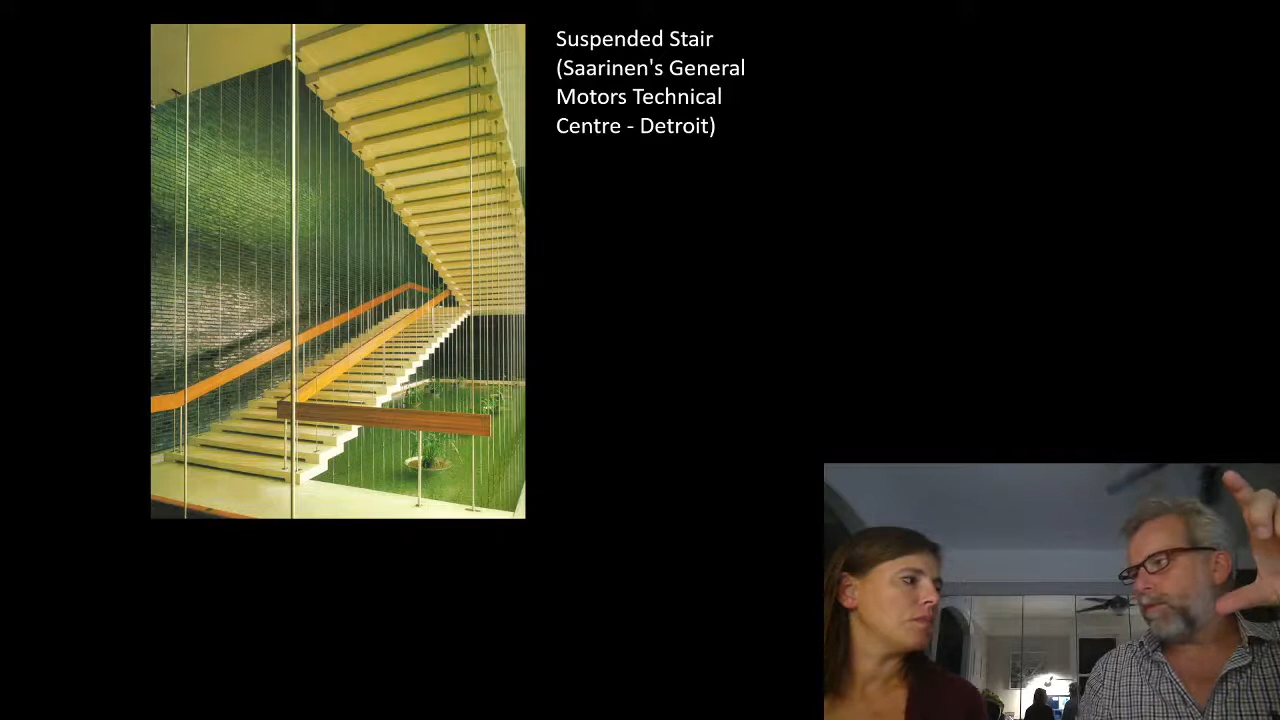 Suspended Stair
(Saarinen's General
Motors Technical
Centre - Detroit)